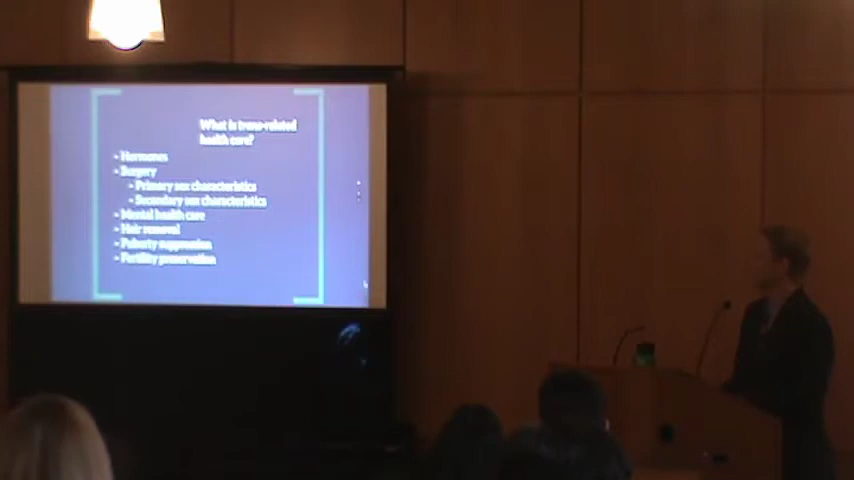 What is trans-related
health care?
- Hormones
- Surgery
- Primary sex characteristics
- Secondary sex characteristics
- Mental health care
- Hair removal
- Puberty suppression
- Fertility preservation